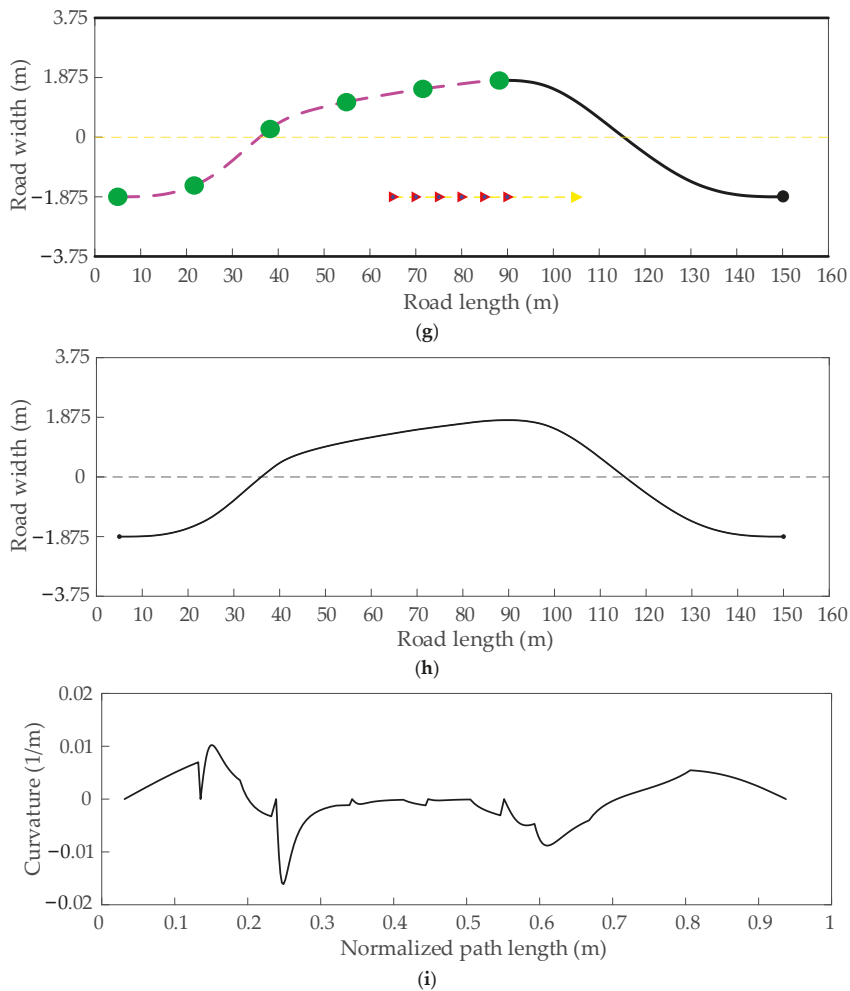 3.75
1.875
0
−1.875
−3.75
Road width (m)
0 10 20 30 40 50 60 70 80 90 100 110 120 130 140 150 160
Road length (m)
(g)
3.75
1.875
0
−1.875
−3.75
Road width (m)
0 10 20 30 40 50 60 70 80 90 100 110 120 130 140 150 160
Road length (m)
(h)
0.02
0.01
0
−0.01
−0.02
Curvature (1/m)
0 0.1 0.2 0.3 0.4 0.5 0.6 0.7 0.8 0.9 1
Normalized path length (m)
(i)